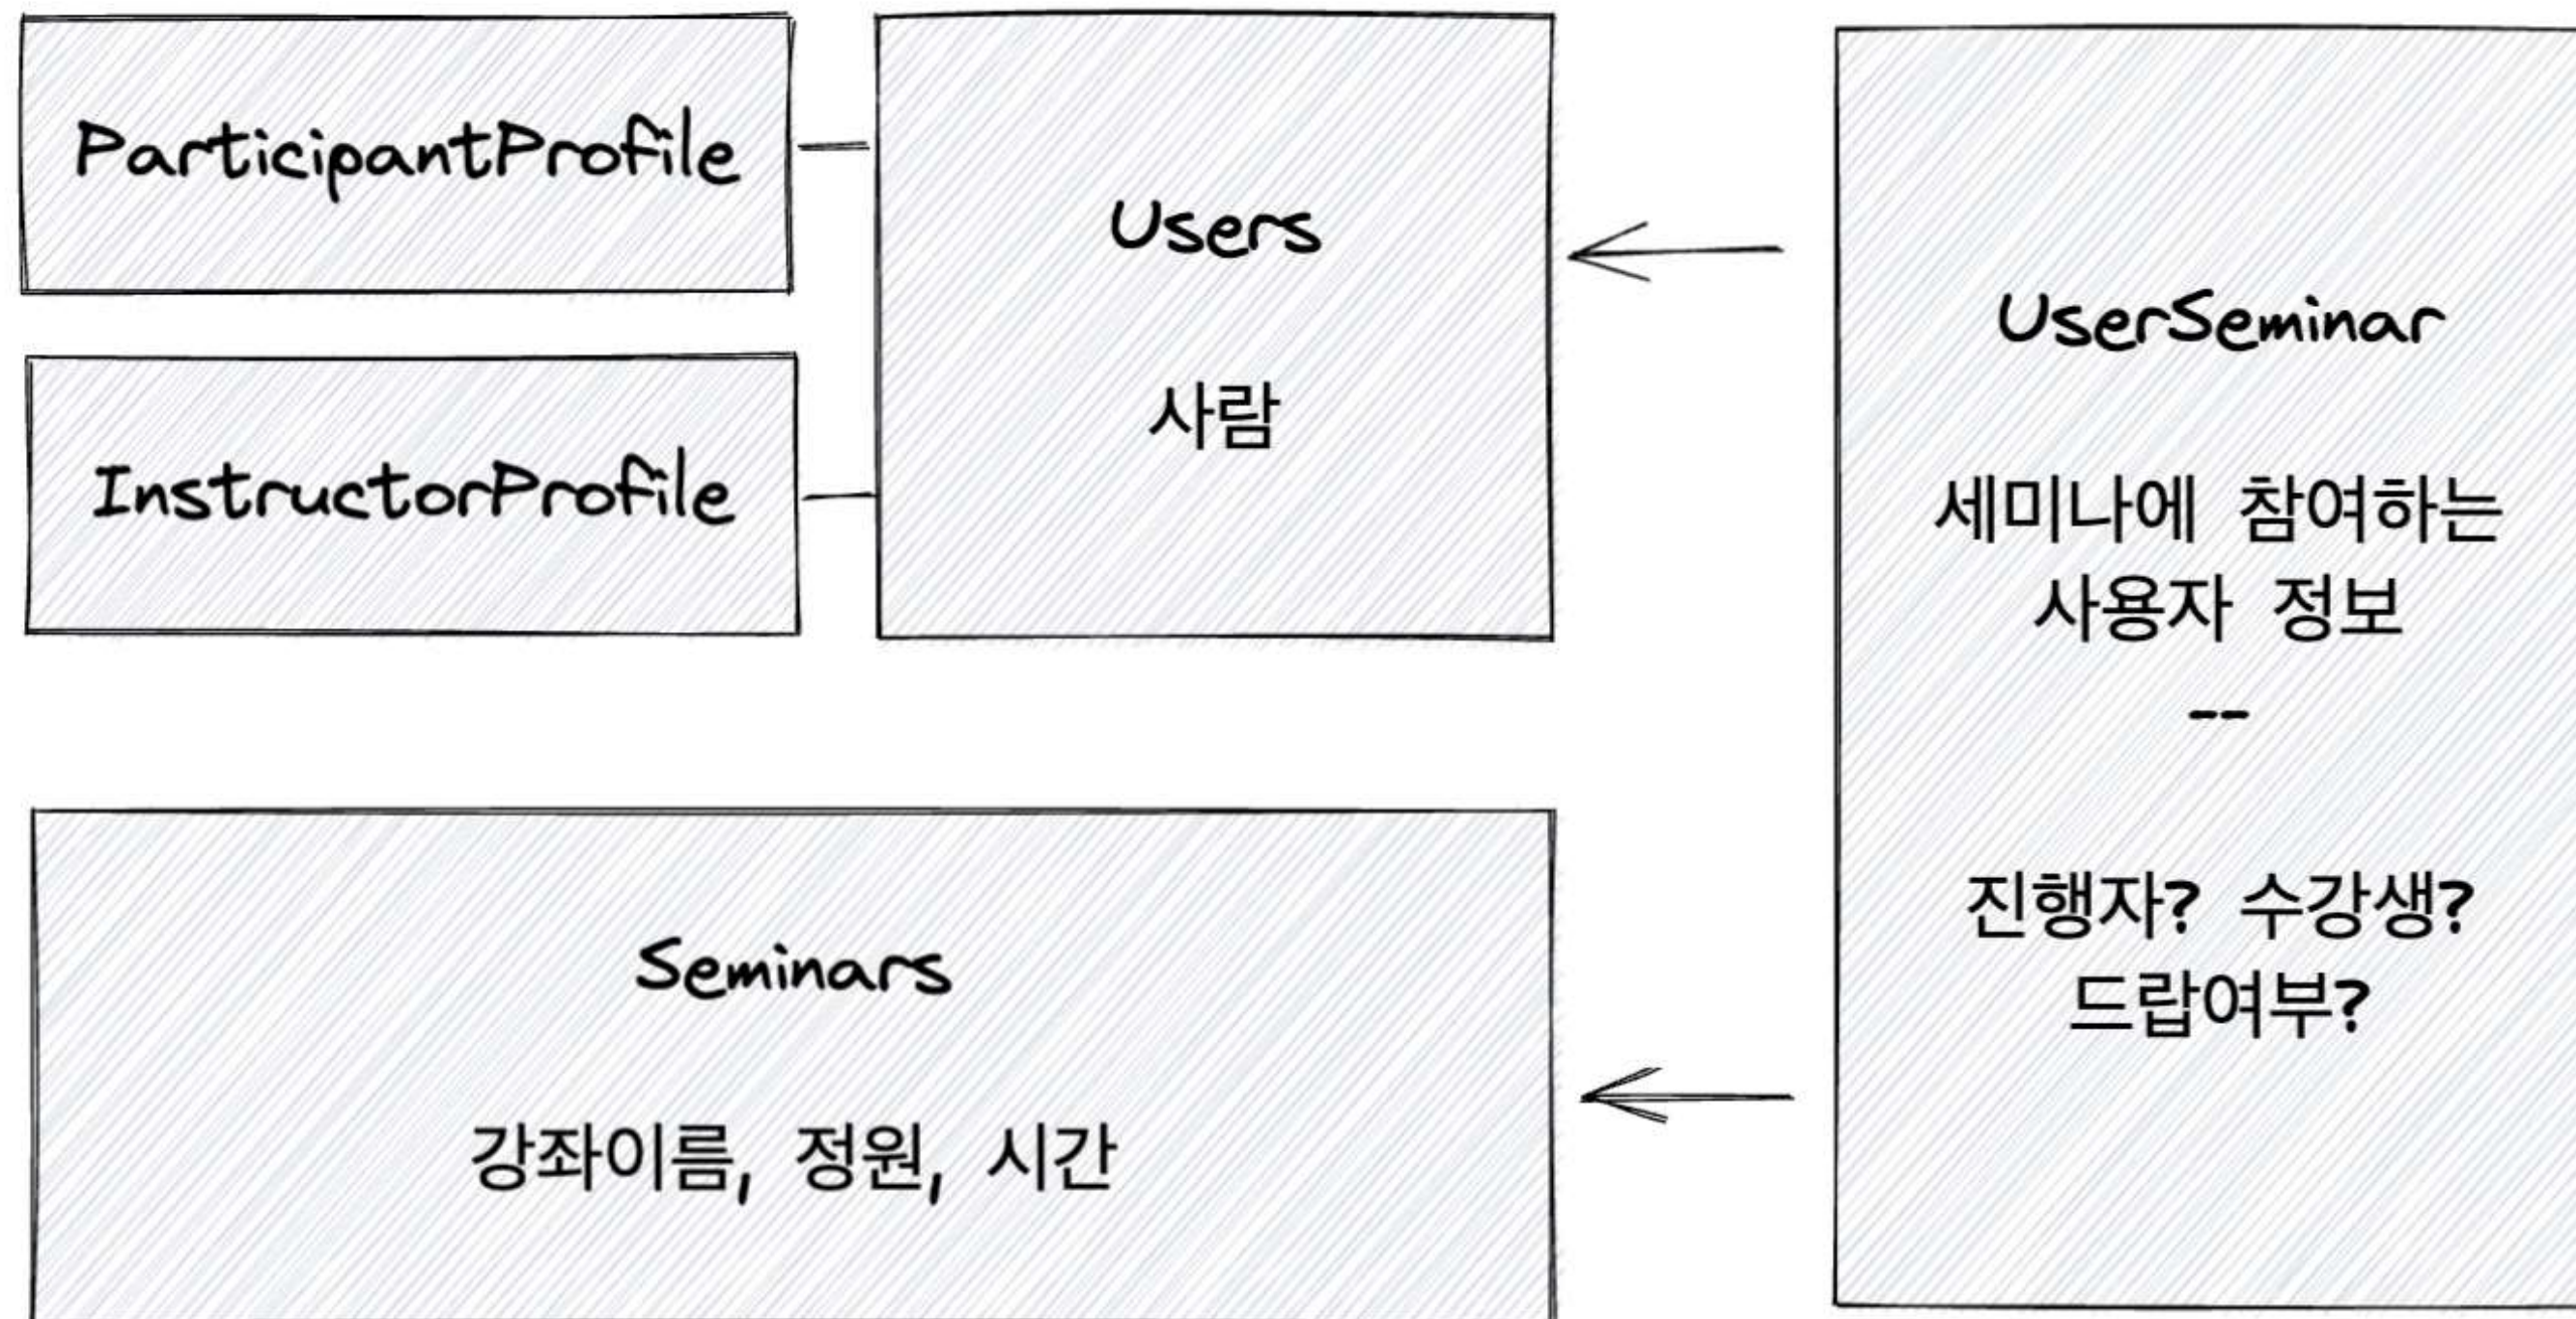 ParticipantProfile
InstructorProfile
Users
사람
UserSeminar
세미나에 참여하는
사용자 정보
--
진행자? 수강생?
드랍여부?
Seminars
강좌이름, 정원, 시간